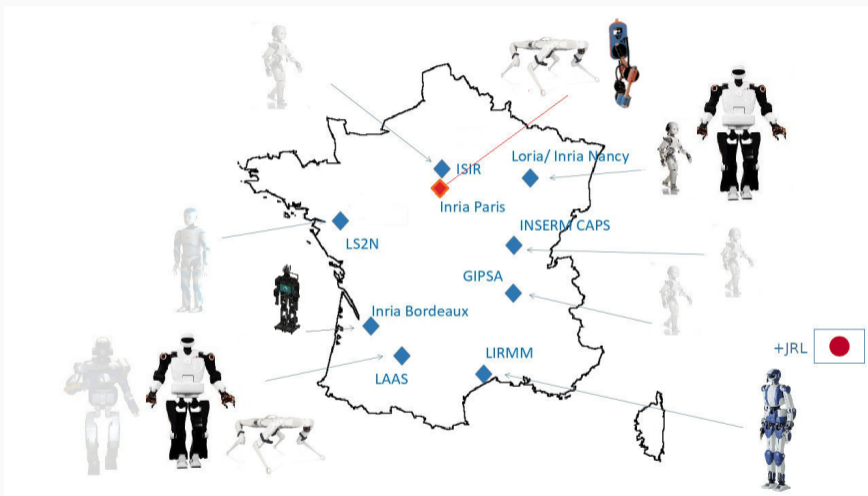 ISIR
Loria/ Inria Nancy
Inria Paris
INSERM CAPS
LS2N
GIPSA
Inria Bordeaux
+JRL
LIRMM
LAAS